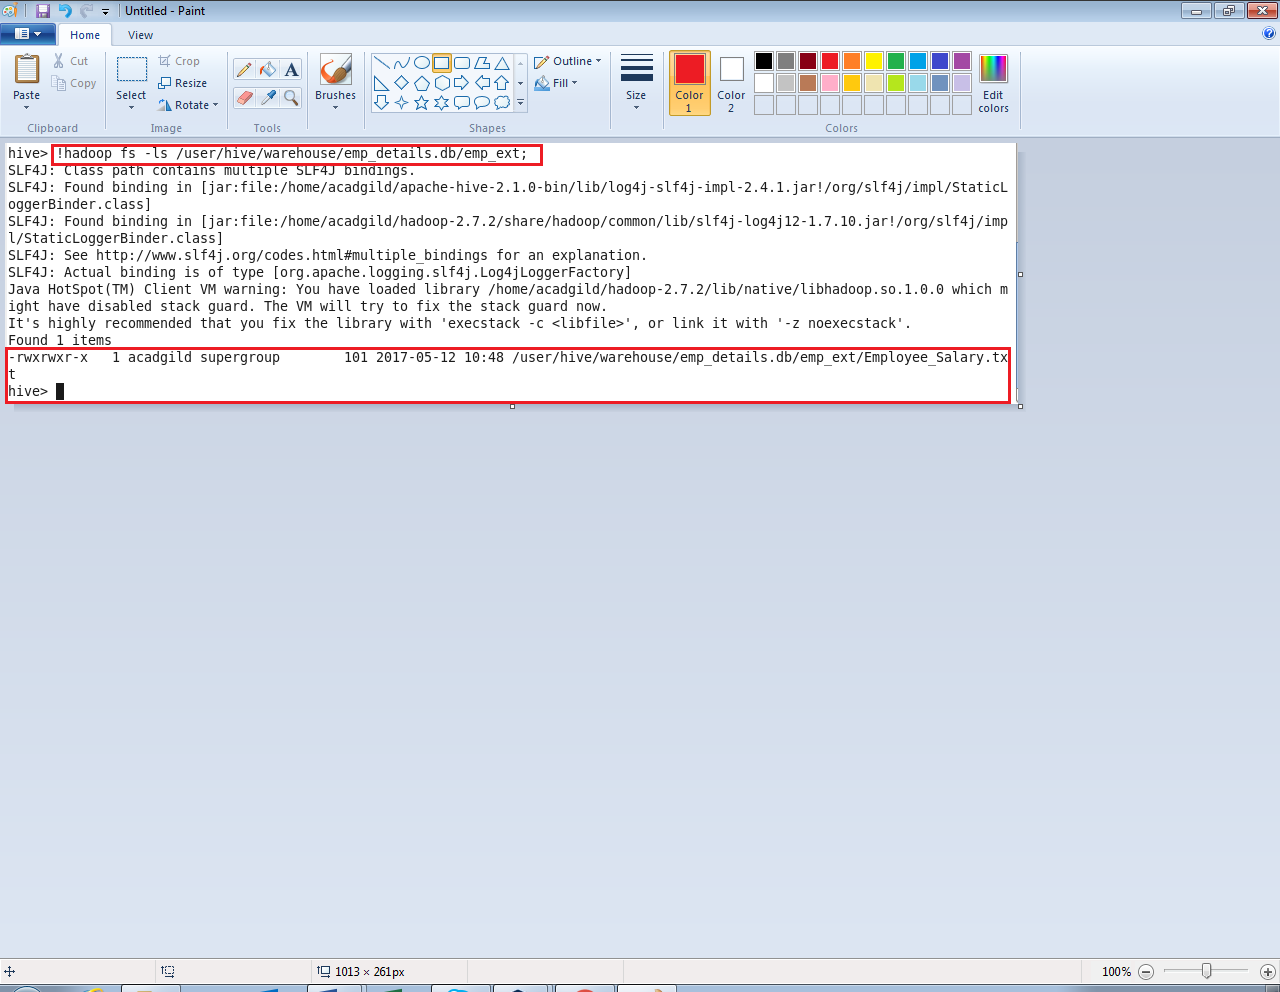 Untitled - Paint
Home View
Paste
Cut
Copy
Clipboard
Select
Crop
Resize
Rotate
Image
Tools
Brushes
Outline
Fill
Shapes
Size
Color 1
Color 2
Edit colors
Colors
hive> !hadoop fs -ls /user/hive/warehouse/emp_details.db/emp_ext;
SLF4J: Class path contains multiple SLF4J bindings.
SLF4J: Found binding in [jar:file:/home/acadgild/apache-hive-2.1.0-bin/lib/log4j-slf4j-impl-2.4.1.jar!/org/slf4j/impl/StaticL
oggerBinder.class]
SLF4J: Found binding in [jar:file:/home/acadgild/hadoop-2.7.2/share/hadoop/common/lib/slf4j-log4j12-1.7.10.jar!/org/slf4j/imp
l/StaticLoggerBinder.class]
SLF4J: See http://www.slf4j.org/codes.html#multiple_bindings for an explanation.
SLF4J: Actual binding is of type [org.apache.logging.slf4j.Log4jLoggerFactory]
Java HotSpot(TM) Client VM warning: You have loaded library /home/acadgild/hadoop-2.7.2/lib/native/libhadoop.so.1.0.0 which m
ight have disabled stack guard. The VM will try to fix the stack guard now.
It's highly recommended that you fix the library with 'execstack -c <libfile>', or link it with '-z noexecstack'.
Found 1 items
-rwxrwxr-x   1 acadgild supergroup        101 2017-05-12 10:48 /user/hive/warehouse/emp_details.db/emp_ext/Employee_Salary.tx
t
hive>
1013 × 261px
100%